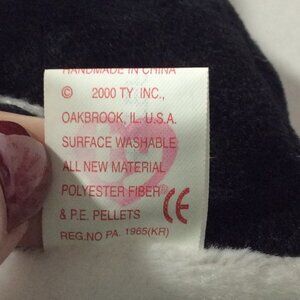 HANDMADE IN CHINA
© 2000 TY INC.,
OAKBROOK, IL. U.S.A.
SURFACE WASHABLE
ALL NEW MATERIAL
POLYESTER FIBER®
& P.E. PELLETS CE
REG.NO PA. 1965(KR)